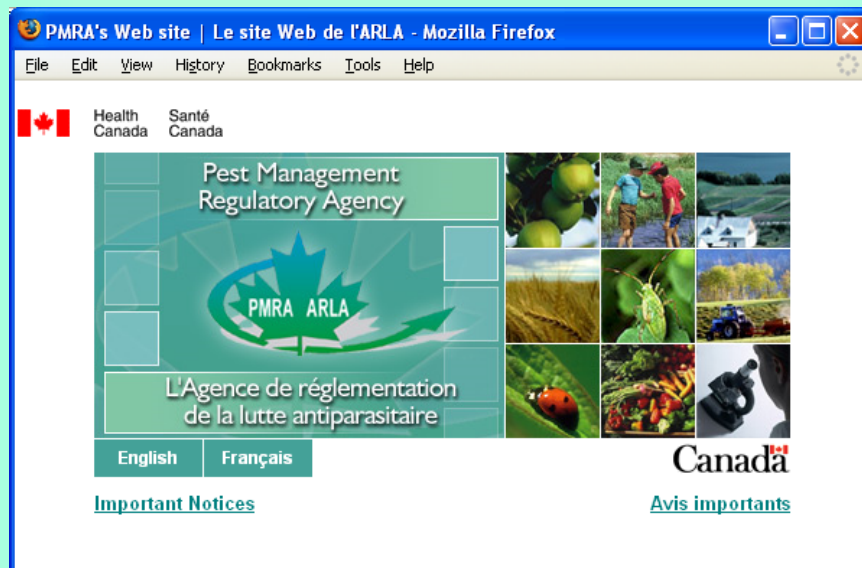 PMRA's Web site | Le site Web de l'ARLA - Mozilla Firefox
File Edit View History Bookmarks Tools Help
Health Canada
Santé Canada
Pest Management
Regulatory Agency
PMRA ARLA
L'Agence de réglementation
de la lutte antiparasitaire
English Français
Canada
Important Notices Avis importants